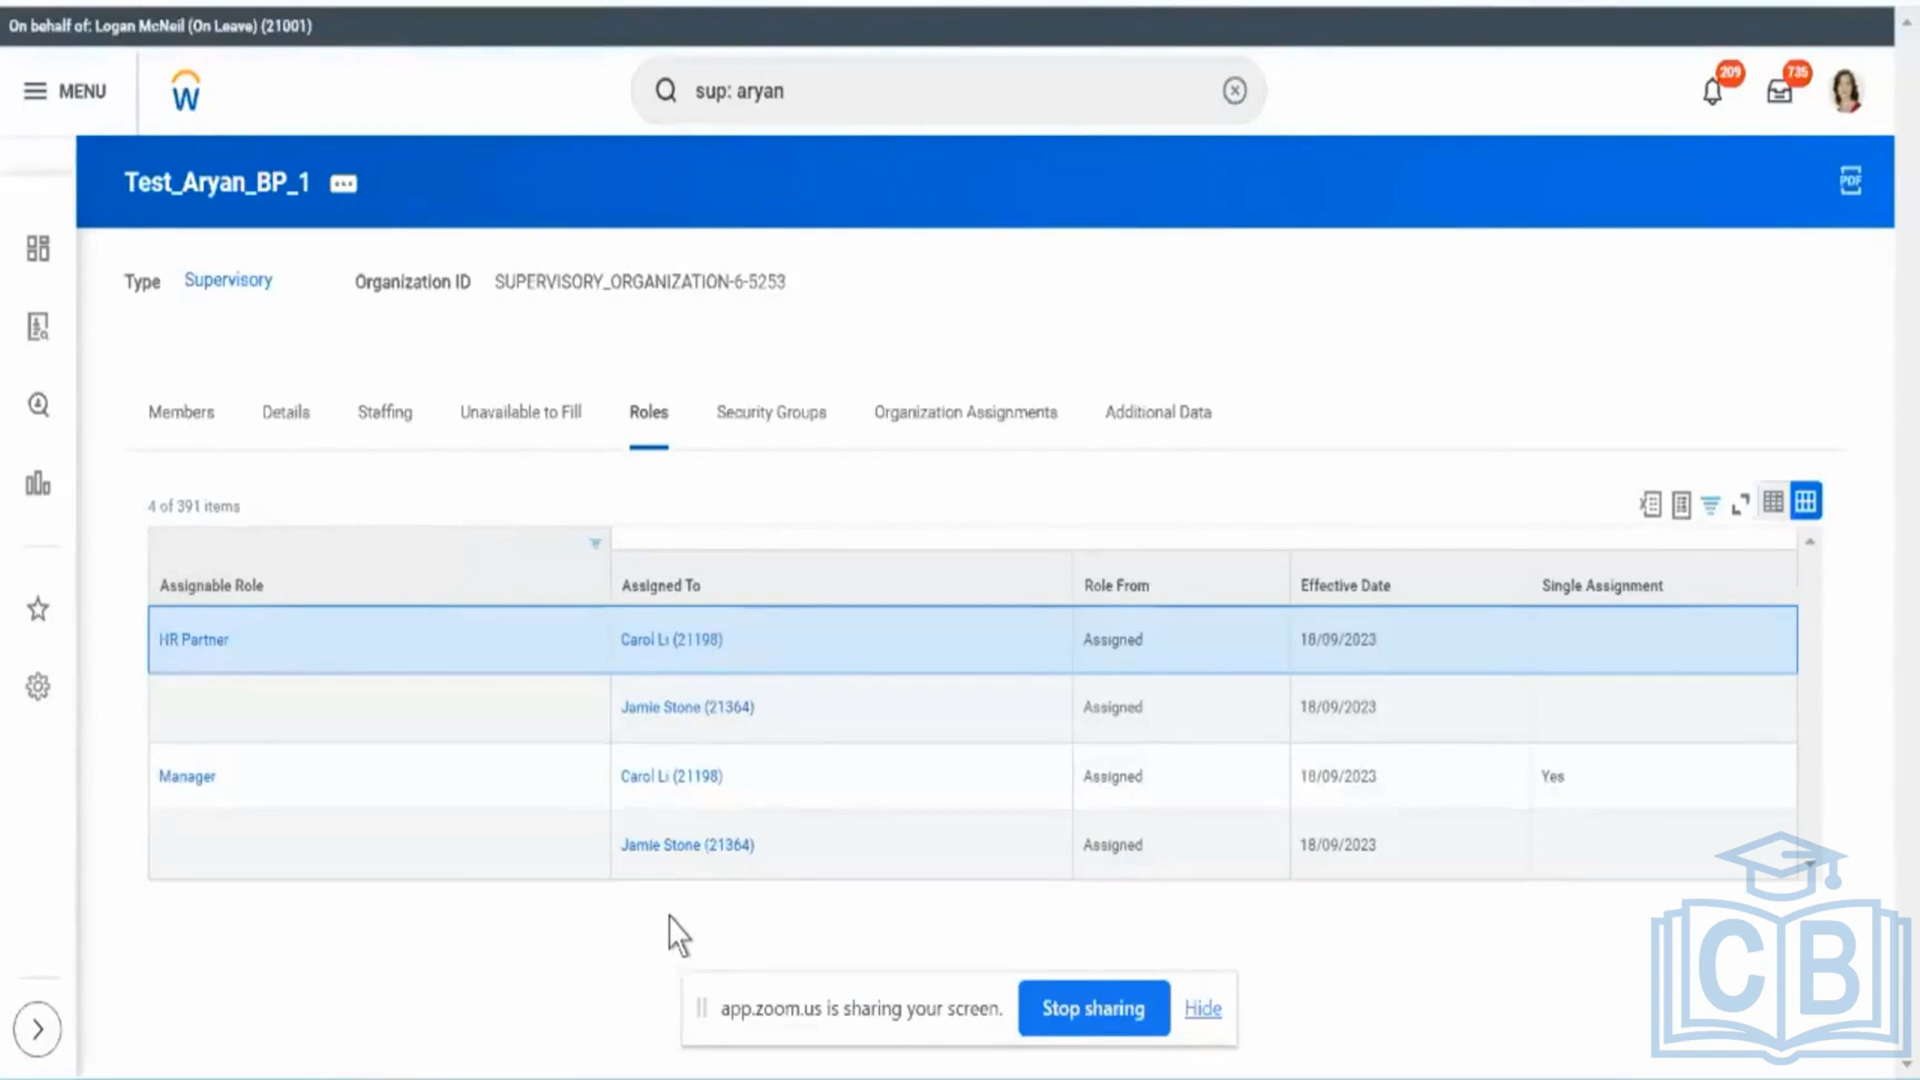 On behalf of: Logan McNeil (On Leave) (21001)
MENU
sup: aryan
209
735
Test_Aryan_BP_1
PDF
Type Supervisory Organization ID SUPERVISORY_ORGANIZATION-6-5253
Members Details Staffing Unavailable to Fill Roles Security Groups Organization Assignments Additional Data
4 of 391 items
Assignable Role Assigned To Role From Effective Date Single Assignment
HR Partner Carol Li (21198) Assigned 18/09/2023
Jamie Stone (21364) Assigned 18/09/2023
Manager Carol Li (21198) Assigned 18/09/2023 Yes
Jamie Stone (21364) Assigned 18/09/2023
app.zoom.us is sharing your screen. Stop sharing Hide
CB